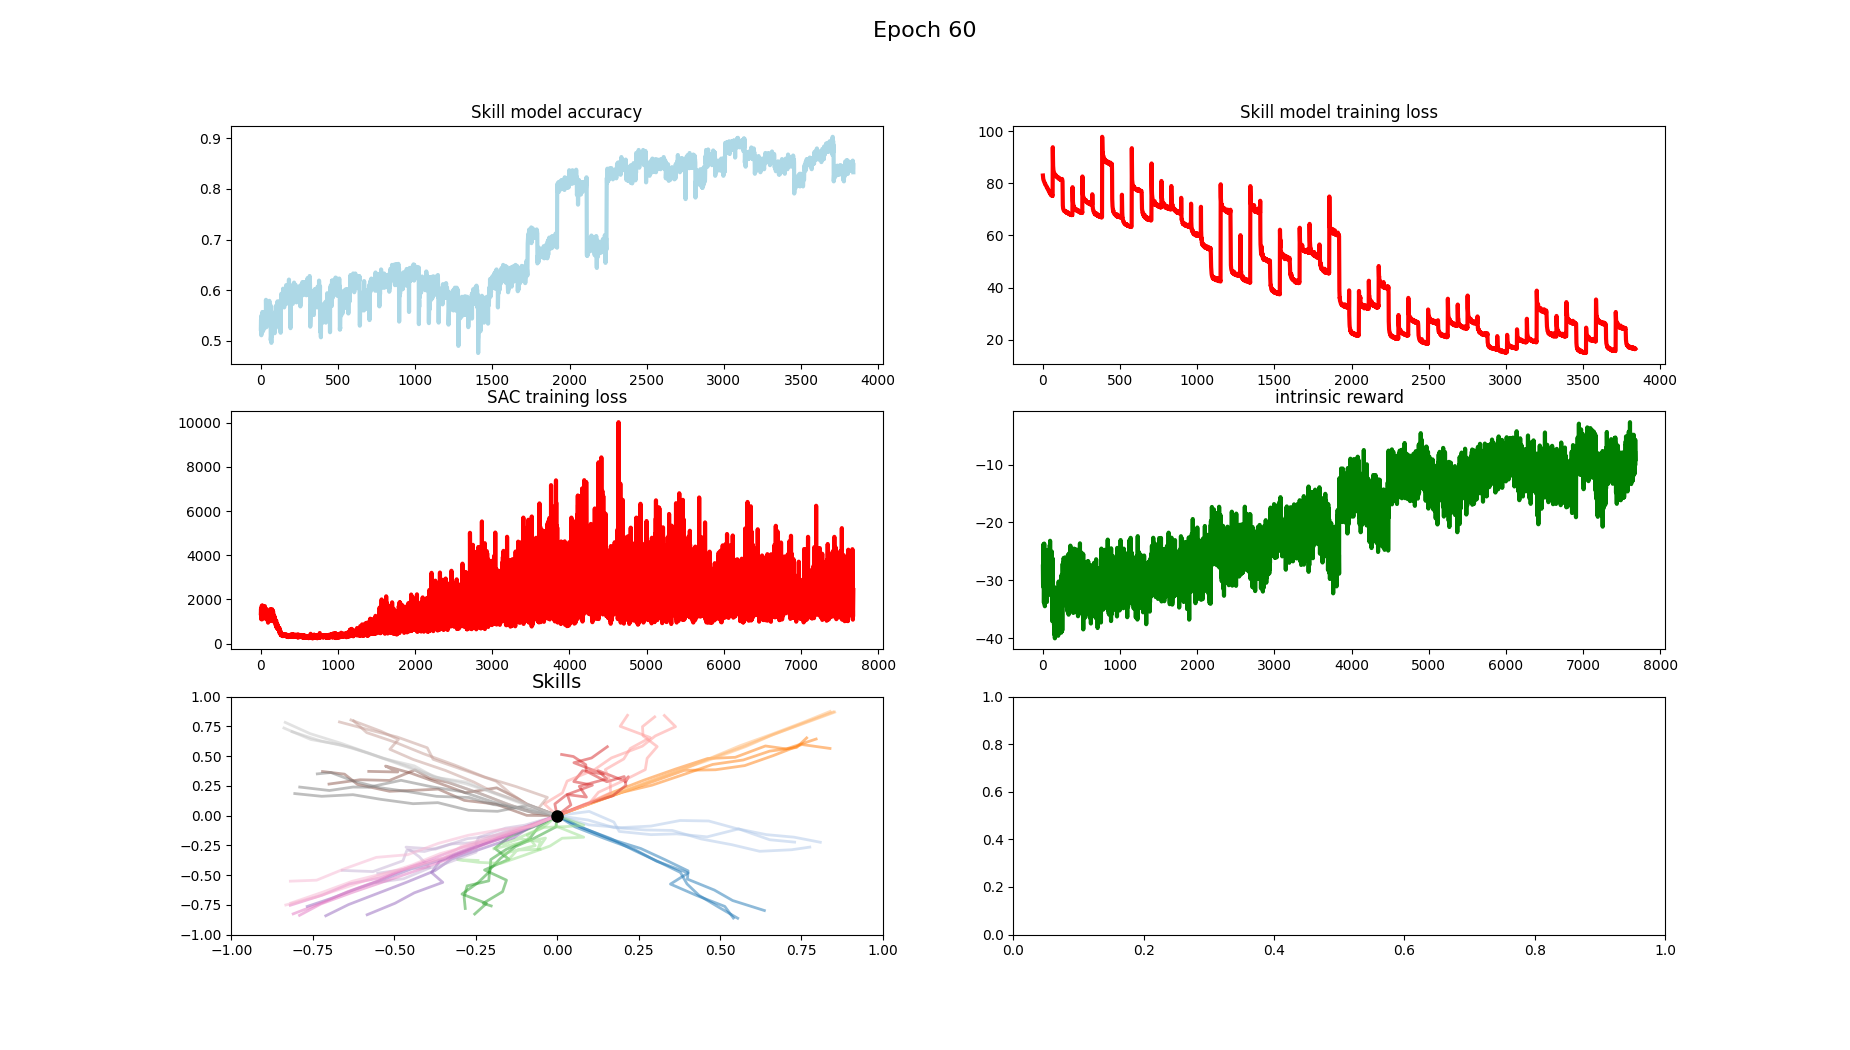 Epoch 60
Skill model accuracy
0.9
0.8
0.7
0.6
0.5
0 500 1000 1500 2000 2500 3000 3500 4000
Skill model training loss
100
80
60
40
20
0 500 1000 1500 2000 2500 3000 3500 4000
SAC training loss
10000
8000
6000
4000
2000
0
0 1000 2000 3000 4000 5000 6000 7000 8000
intrinsic reward
−10
−20
−30
−40
0 1000 2000 3000 4000 5000 6000 7000 8000
Skills
1.00
0.75
0.50
0.25
0.00
−0.25
−0.50
−0.75
−1.00
−1.00 −0.75 −0.50 −0.25 0.00 0.25 0.50 0.75 1.00
1.0
0.8
0.6
0.4
0.2
0.0
0.0 0.2 0.4 0.6 0.8 1.0